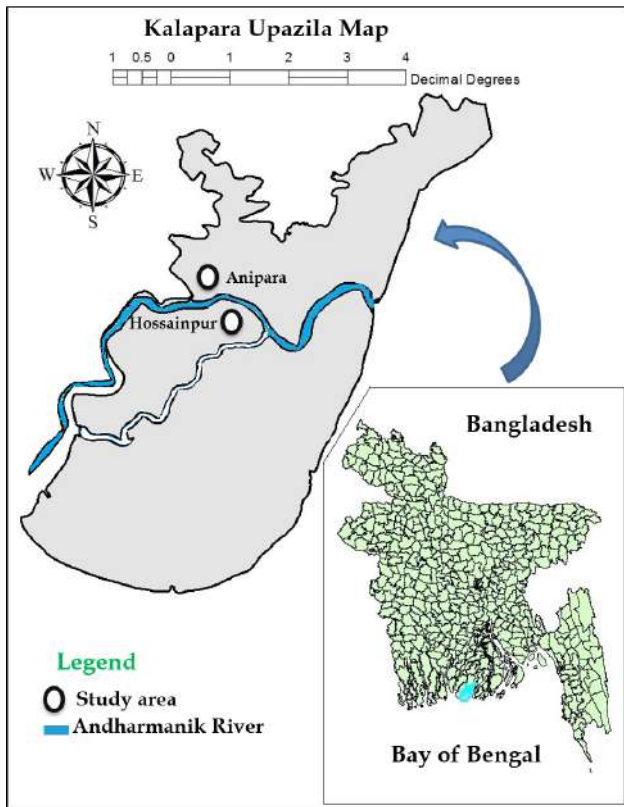 Kalapara Upazila Map
1 0.5 0 1 2 3 4
Decimal Degrees
N
W E
S
Anipara
Hossainpur
Bangladesh
Legend
Study area
Andharmanik River
Bay of Bengal